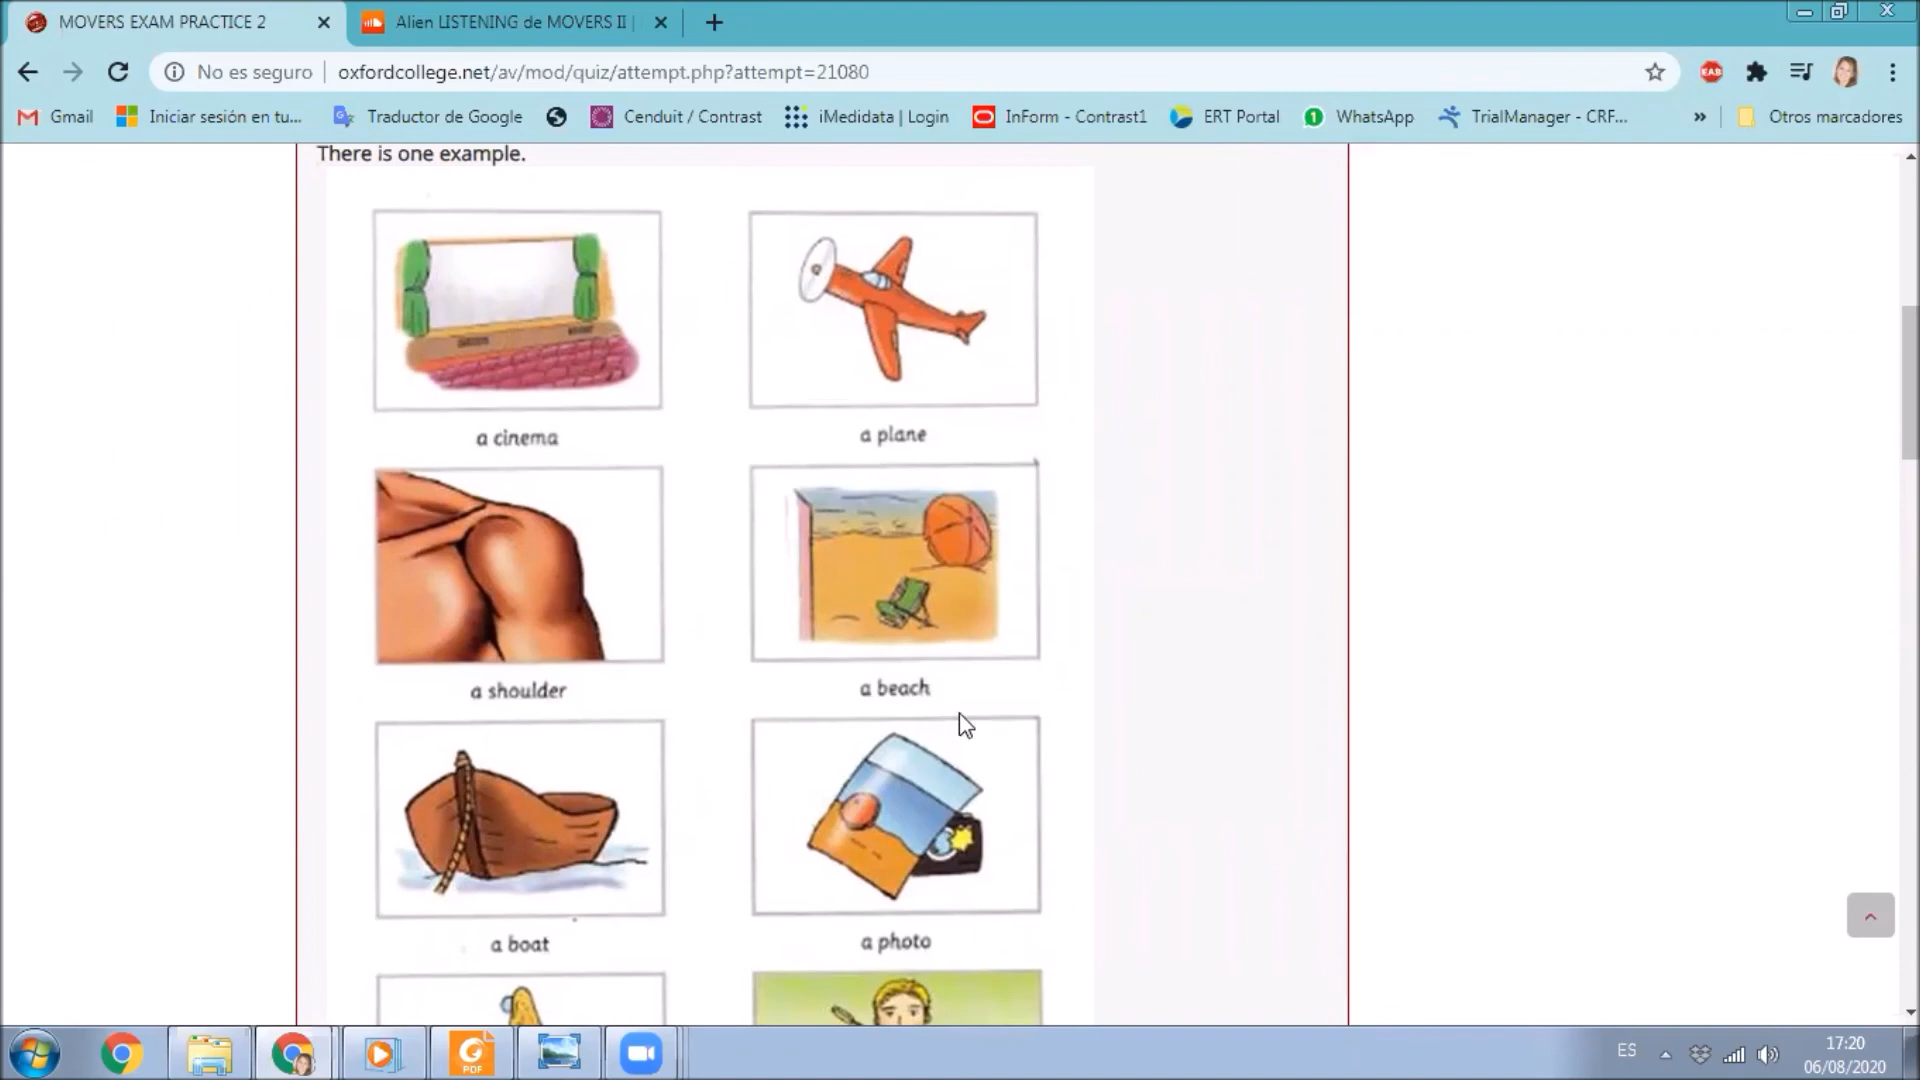 MOVERS EXAM PRACTICE 2
Alien LISTENING de MOVERS II |
No es seguro
oxfordcollege.net/av/mod/quiz/attempt.php?attempt=21080
EAB
Gmail
Iniciar sesión en tu...
Traductor de Google
Cenduit / Contrast
iMedidata | Login
InForm - Contrast1
ERT Portal
1
WhatsApp
TrialManager - CRF...
»
Otros marcadores
There is one example.
a cinema
a plane
a shoulder
a beach
a boat
a photo
PDF
ES
17:20
06/08/2020